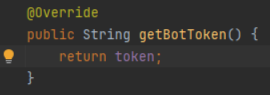 @Override
public String getBotToken() {
    return token;
}